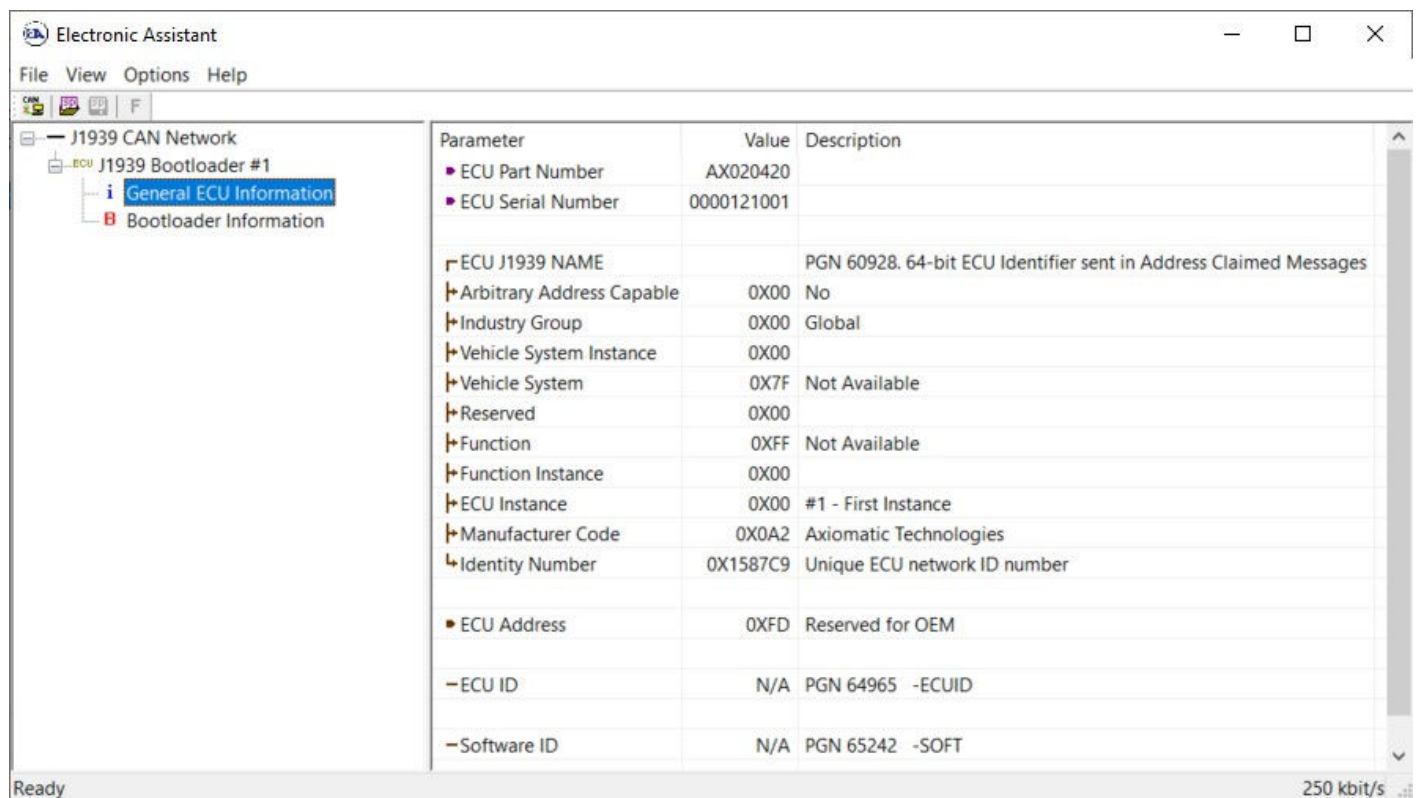 Electronic Assistant
File View Options Help
CAN F
J1939 CAN Network
ECU J1939 Bootloader #1
i General ECU Information
B Bootloader Information
Parameter Value Description
ECU Part Number AX020420
ECU Serial Number 0000121001
ECU J1939 NAME PGN 60928. 64-bit ECU Identifier sent in Address Claimed Messages
Arbitrary Address Capable 0X00 No
Industry Group 0X00 Global
Vehicle System Instance 0X00
Vehicle System 0X7F Not Available
Reserved 0X00
Function 0XFF Not Available
Function Instance 0X00
ECU Instance 0X00 #1 - First Instance
Manufacturer Code 0X0A2 Axiomatic Technologies
Identity Number 0X1587C9 Unique ECU network ID number
ECU Address 0XFD Reserved for OEM
ECU ID N/A PGN 64965 -ECUID
Software ID N/A PGN 65242 -SOFT
Ready 250 kbit/s